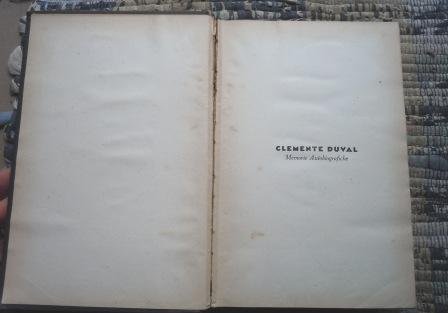 CLEMENTE DUVAL
Memorie Autobiografiche